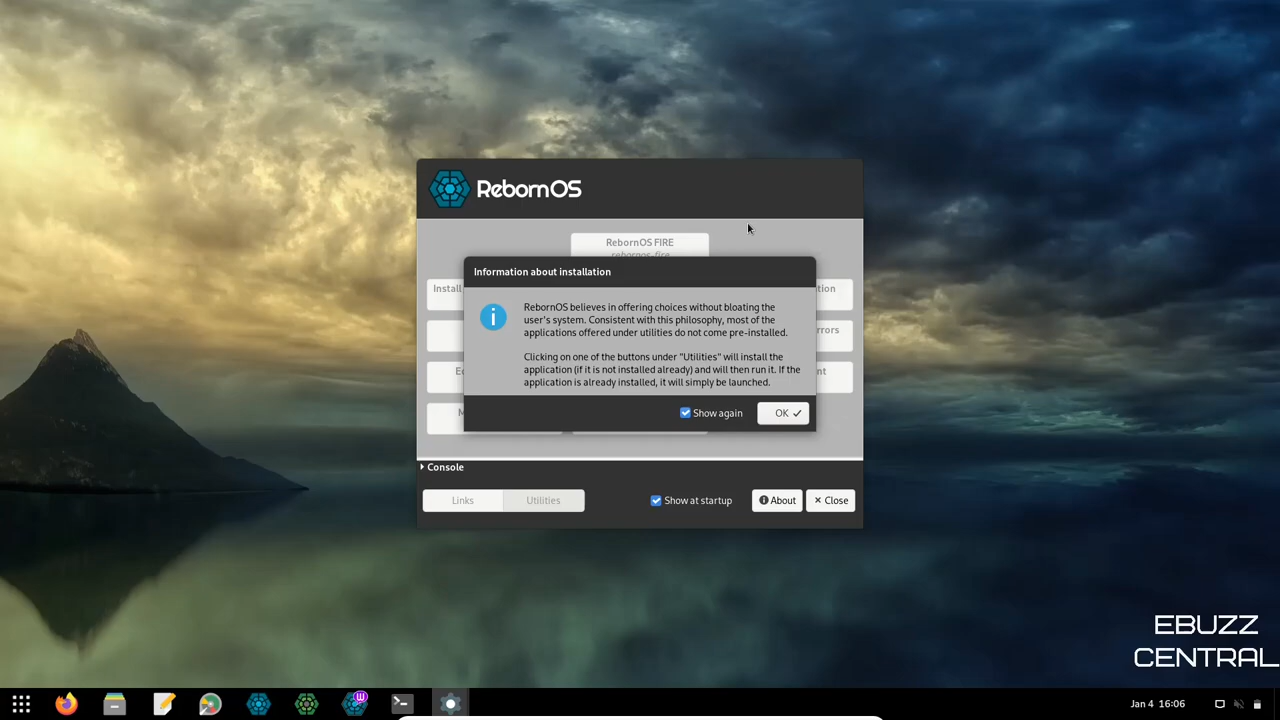 RebornOS
RebornOS FIRE
rebornos-fire
Information about installation
Install
tion
RebornOS believes in offering choices without bloating the
user's system. Consistent with this philosophy, most of the
applications offered under utilities do not come pre-installed.
rrors
Clicking on one of the buttons under "Utilities" will install the
application (if it is not installed already) and will then run it. If the
application is already installed, it will simply be launched.
nt
Show again
OK
Console
Links
Utilities
Show at startup
About
Close
EBUZZ
CENTRAL
W
Jan 4 16:06